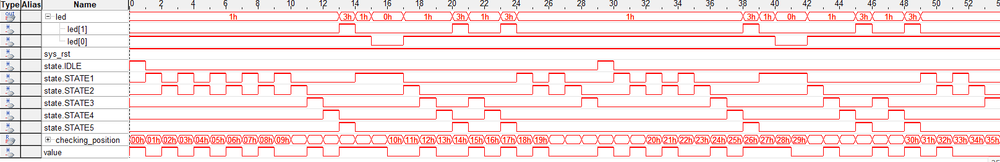 Type Alias Name 0 2 4 6 8 10 12 14 16 18 20 22 24 26 28 30 32 34 36 38 40 42 44 46 48 50 52
out led 1h 3h 1h 0h 1h 3h 1h 3h 1h 3h 1h 0h 1h 3h 1h 3h
led[1]
led[0]
sys_rst
state.IDLE
state.STATE1
state.STATE2
state.STATE3
state.STATE4
state.STATE5
R checking_position 00h 01h 02h 03h 04h 05h 06h 07h 08h 09h 10h 11h 12h 13h 14h 15h 16h 17h 18h 19h 20h 21h 22h 23h 24h 25h 26h 27h 28h 29h 30h 31h 32h 33h 34h 35h
value